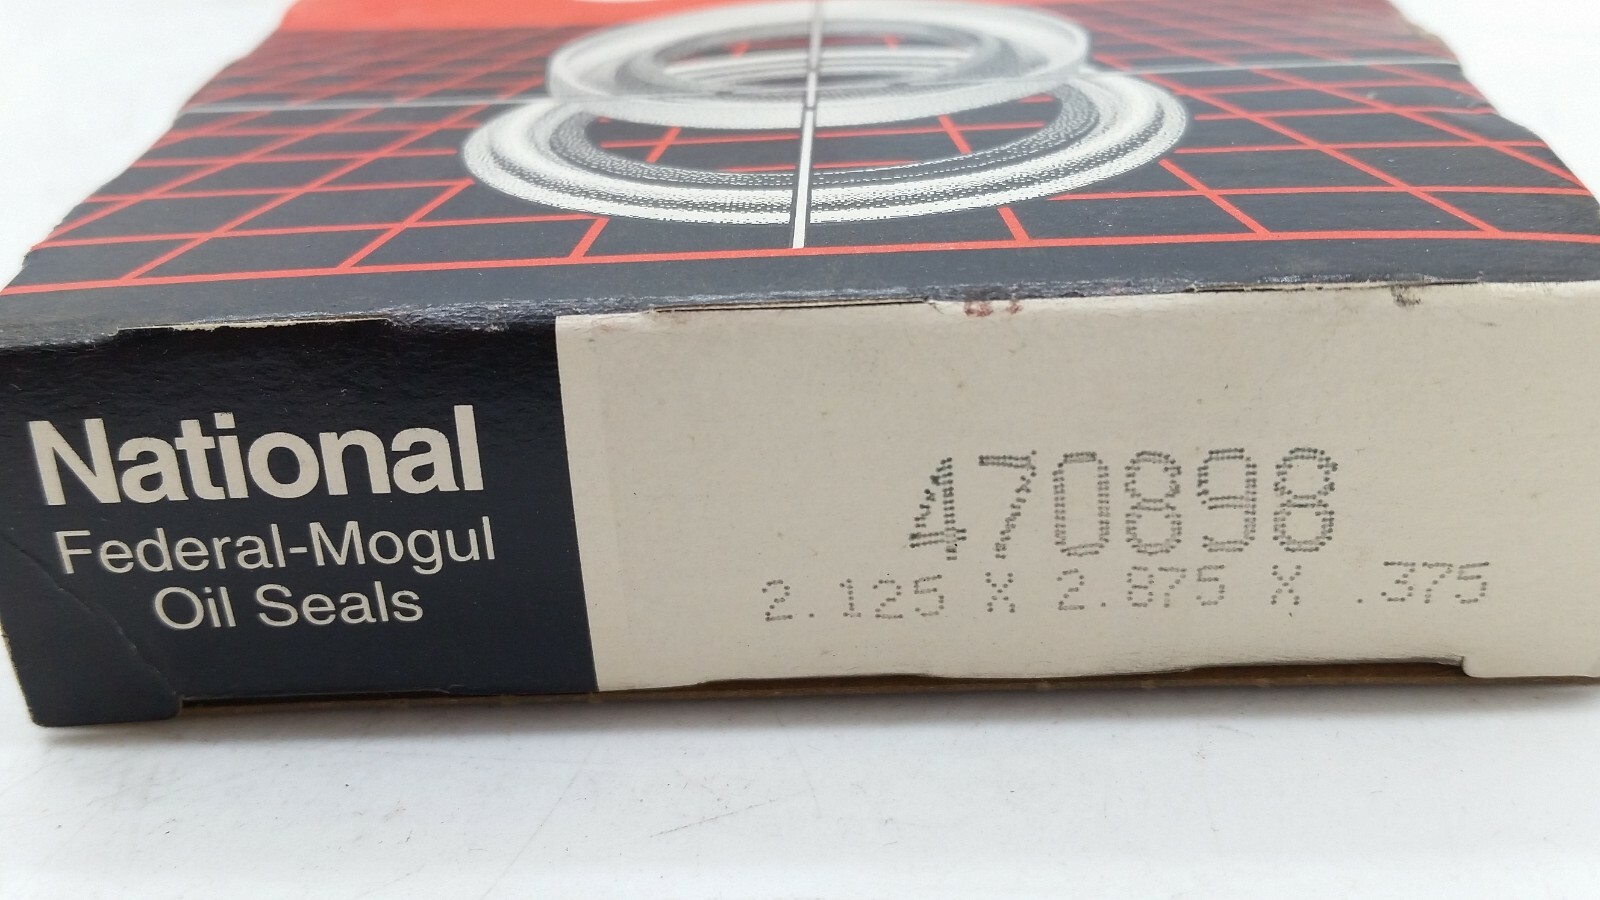 National
Federal-Mogul
Oil Seals
470898
2.125 X 2.875 X .375